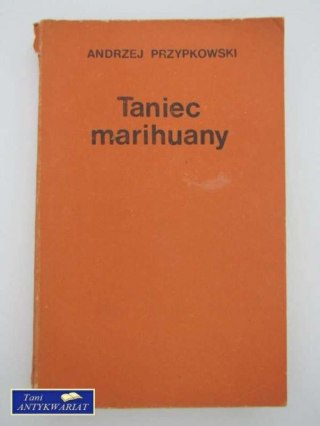 ANDRZEJ PRZYPKOWSKI
Taniec
marihuany
Tani
ANTYKWARIAT